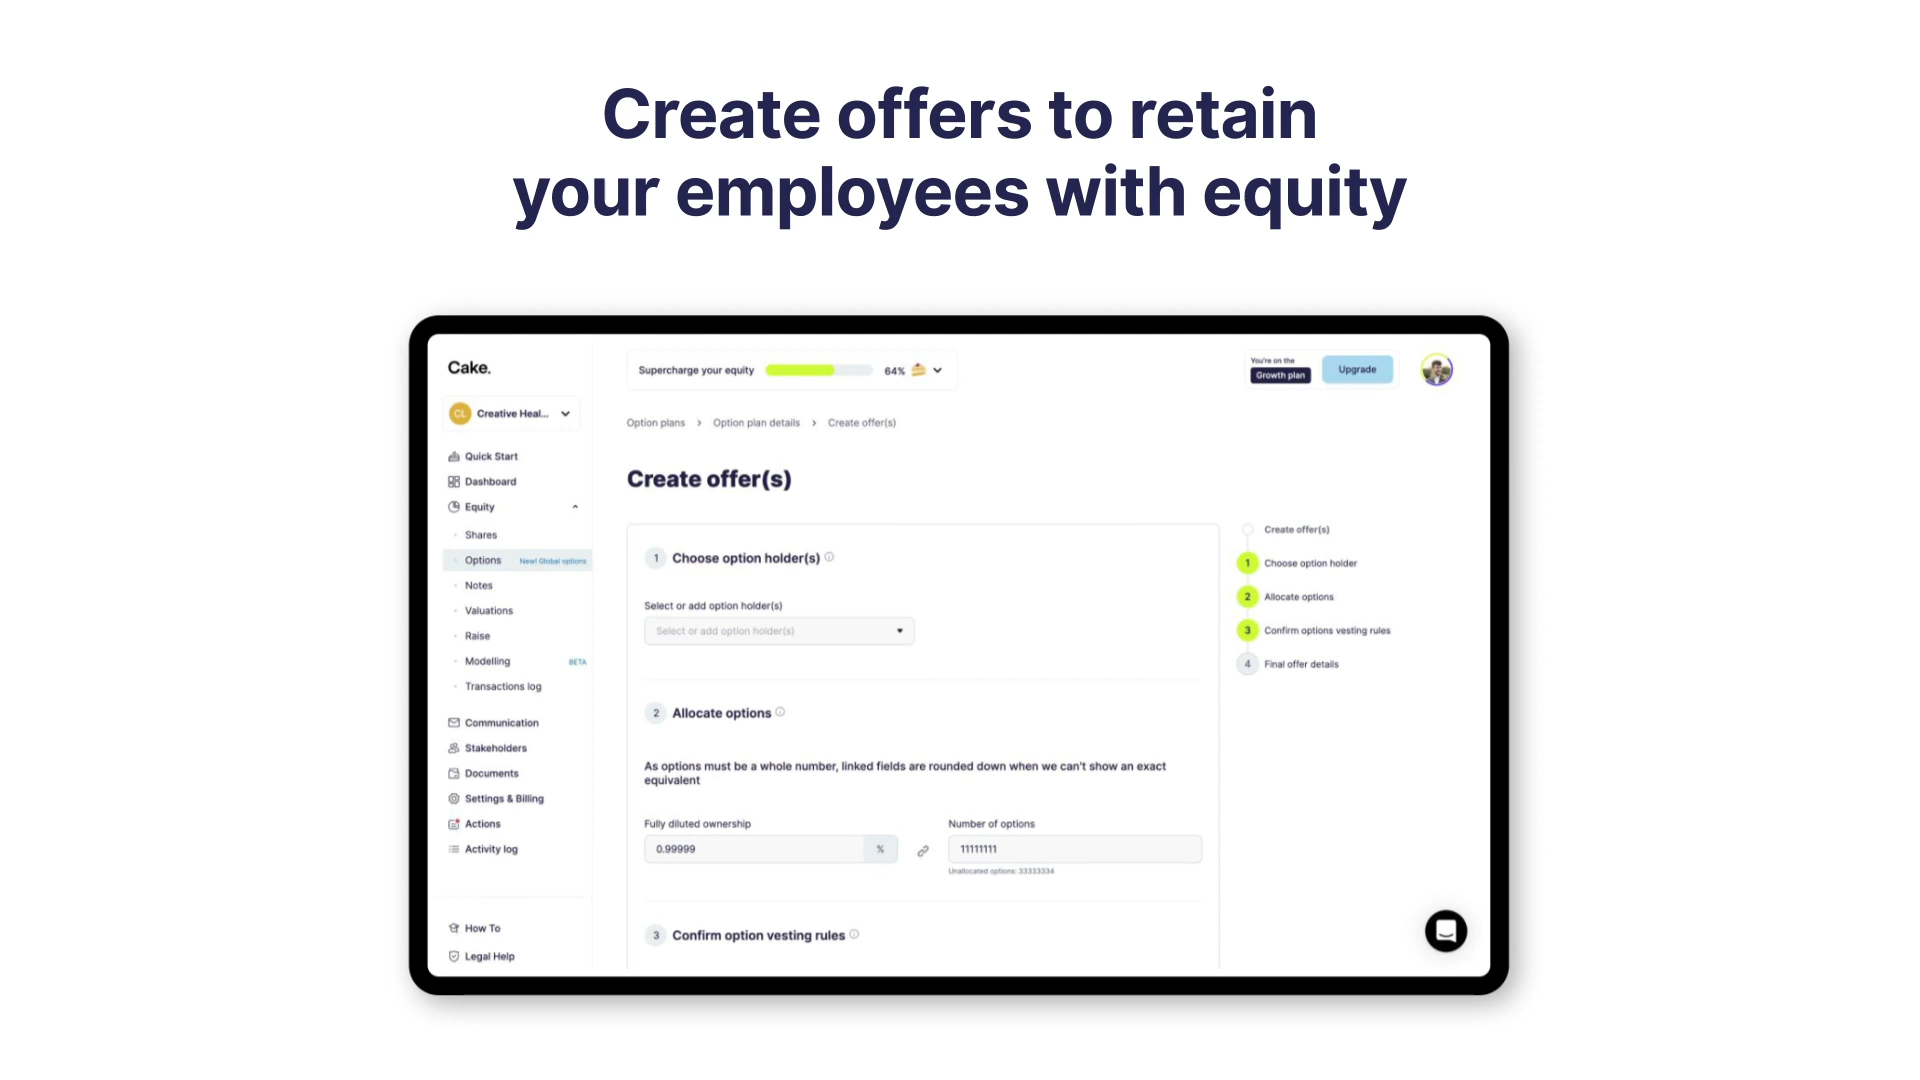 Create offers to retain
your employees with equity
Cake.
CL
Creative Heal...
Quick Start
Dashboard
Equity
Shares
Options New! Global options
Notes
Valuations
Raise
Modelling BETA
Transactions log
Communication
Stakeholders
Documents
Settings & Billing
Actions
Activity log
How To
Legal Help
Supercharge your equity 64%
You're on the
Growth plan
Upgrade
Option plans > Option plan details > Create offer(s)
Create offer(s)
1 Choose option holder(s)
Select or add option holder(s)
Select or add option holder(s)
2 Allocate options
As options must be a whole number, linked fields are rounded down when we can't show an exact
equivalent
Fully diluted ownership
0.99999 %
Number of options
11111111
Unallocated options: 33333334
3 Confirm option vesting rules
Create offer(s)
1 Choose option holder
2 Allocate options
3 Confirm options vesting rules
4 Final offer details